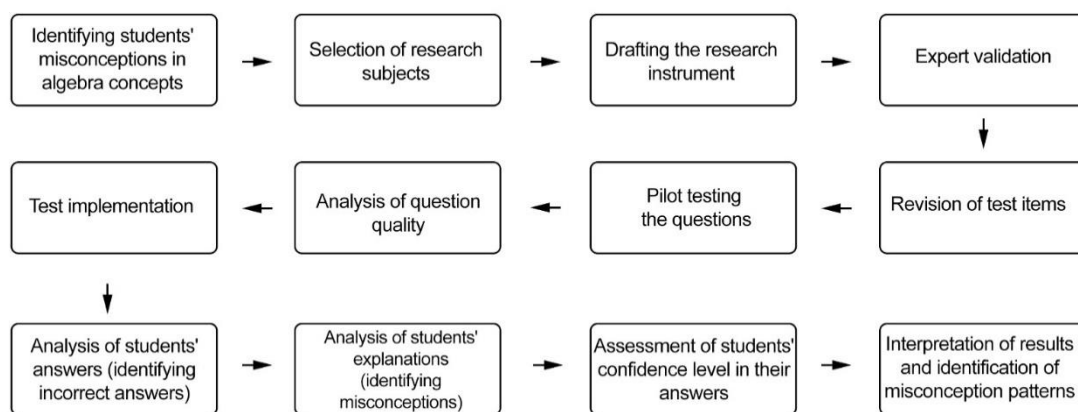 Identifying students'
misconceptions in
algebra concepts
Selection of research
subjects
Drafting the research
instrument
Expert validation
Revision of test items
Pilot testing
the questions
Analysis of question
quality
Test implementation
Analysis of students'
answers (identifying
incorrect answers)
Analysis of students'
explanations
(identifying
misconceptions)
Assessment of students'
confidence level in their
answers
Interpretation of results
and identification of
misconception patterns